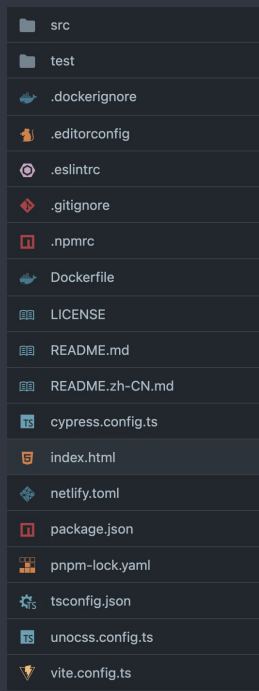 src
test
.dockerignore
.editorconfig
.eslintrc
.gitignore
.npmrc
Dockerfile
LICENSE
README.md
README.zh-CN.md
cypress.config.ts
index.html
netlify.toml
package.json
pnpm-lock.yaml
tsconfig.json
unocss.config.ts
vite.config.ts